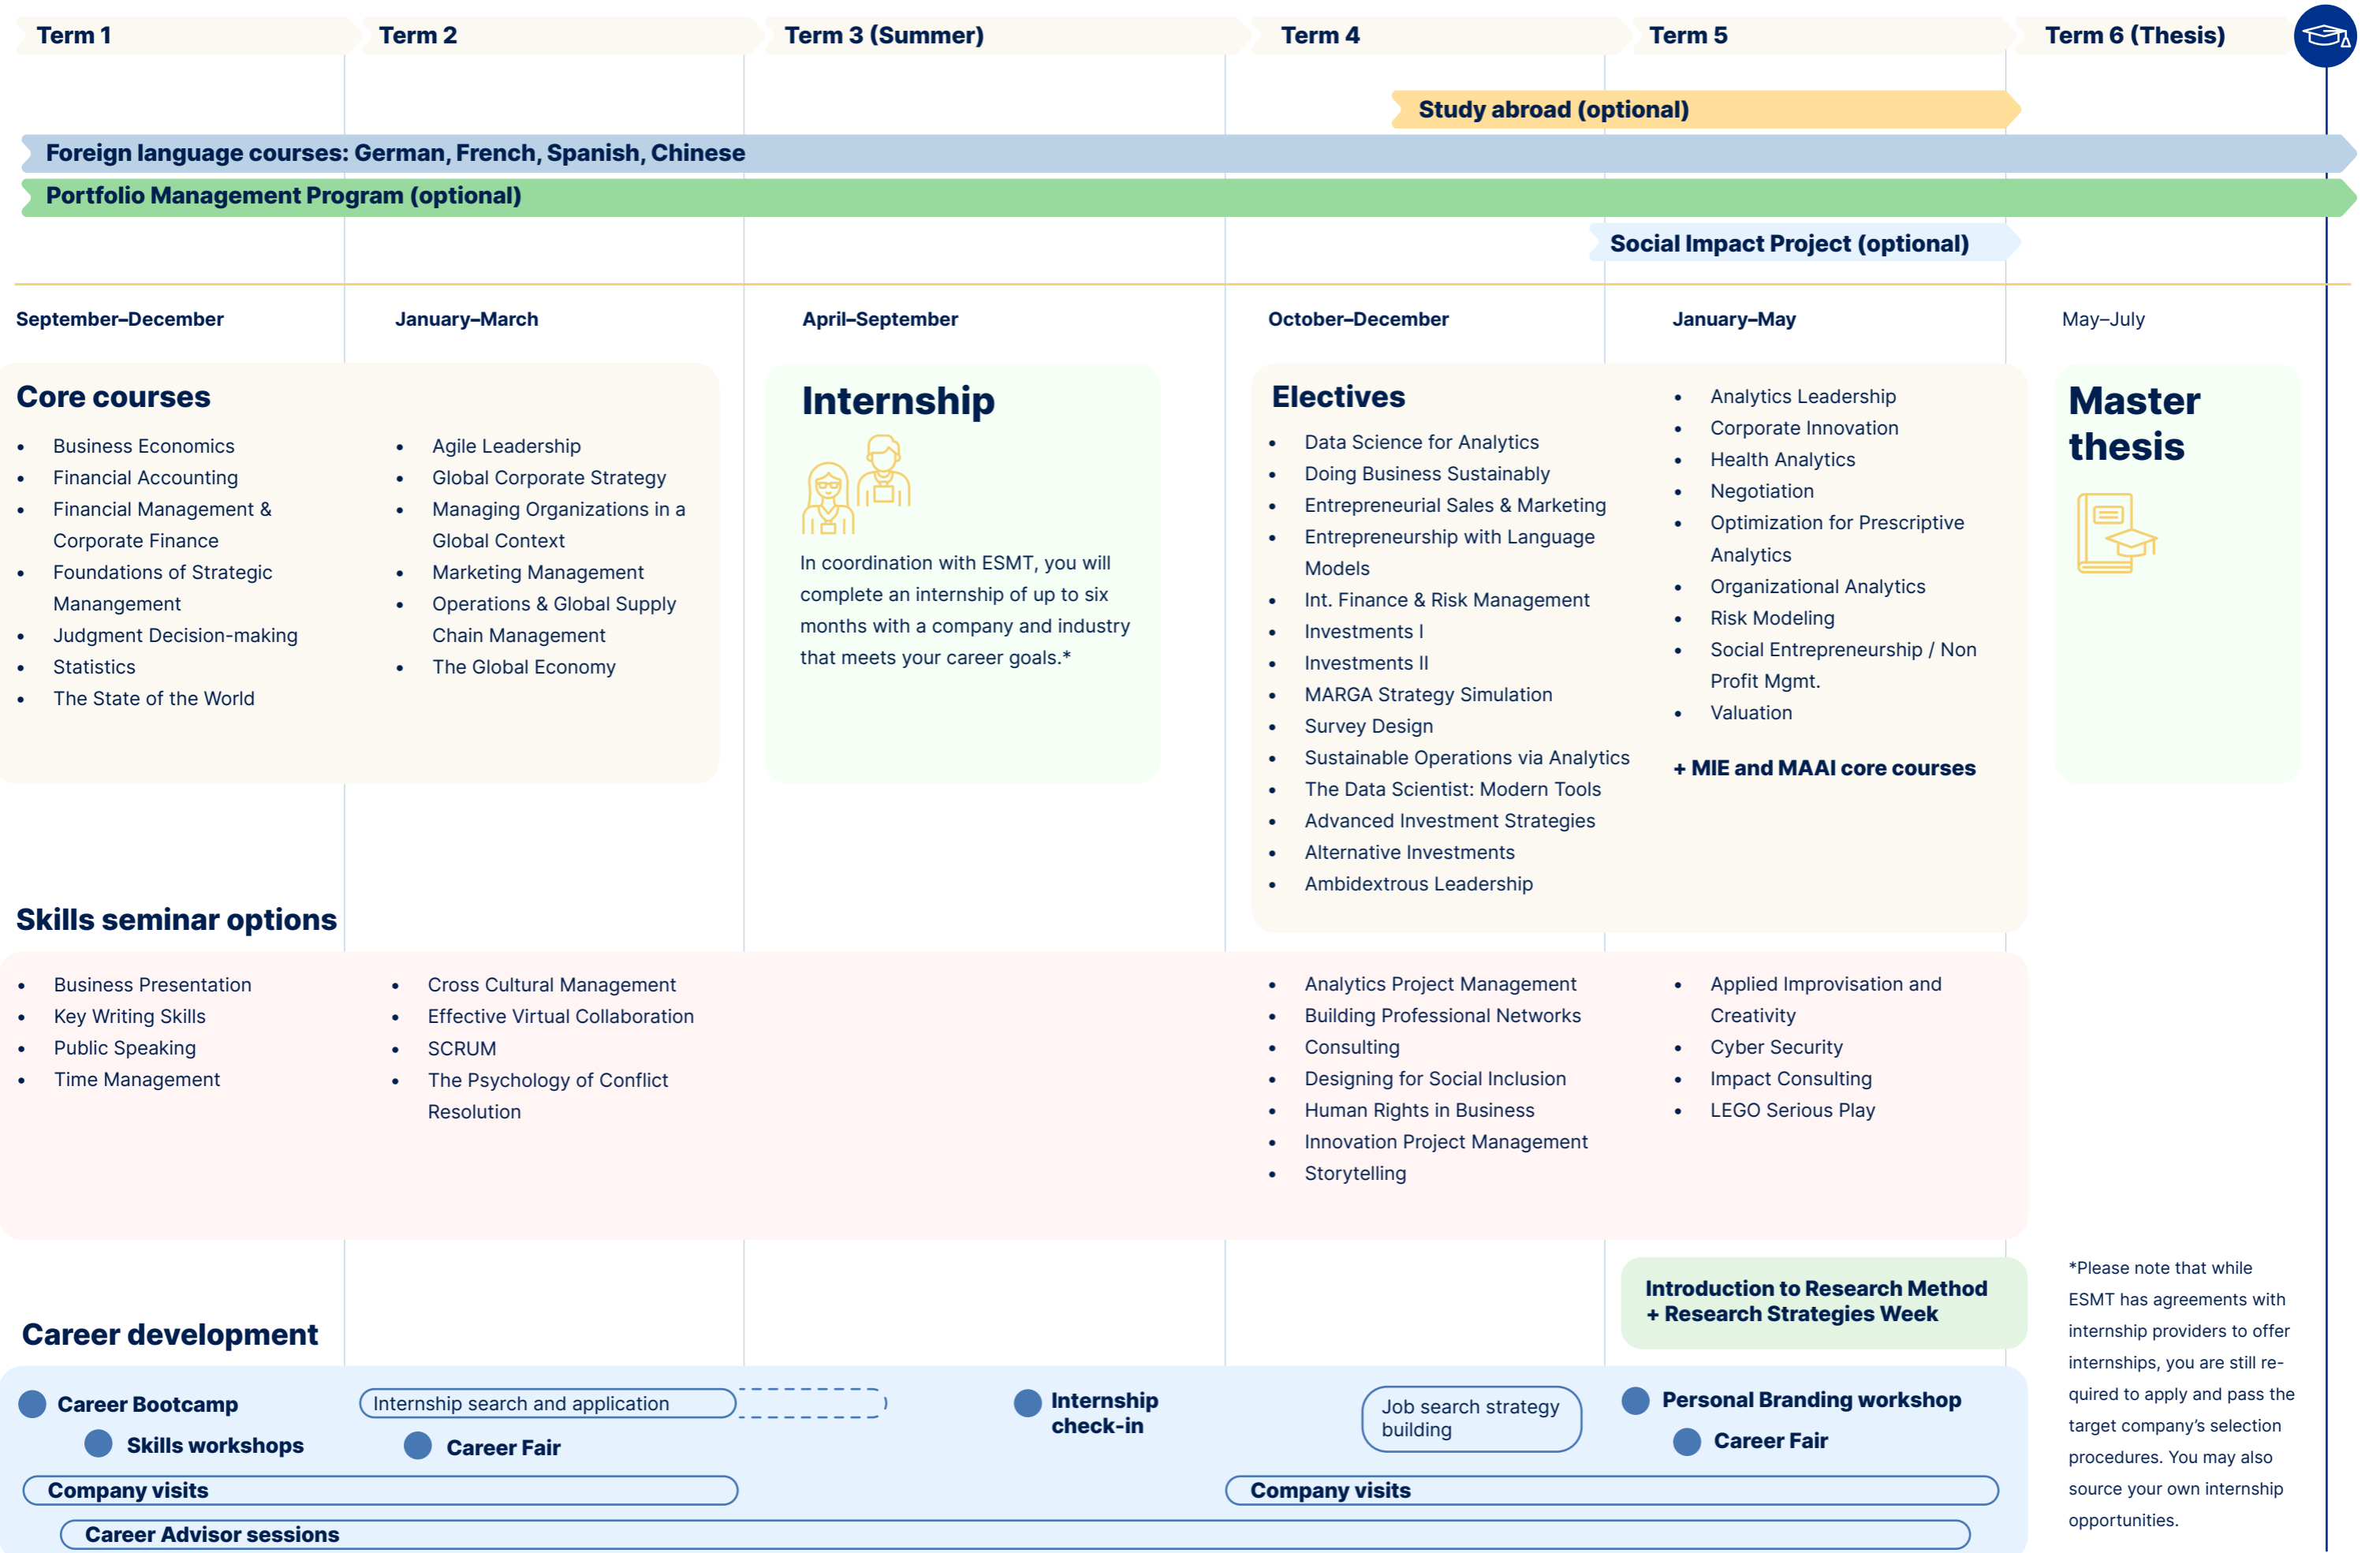 Term 1
Term 2
Term 3 (Summer)
Term 4
Term 5
Term 6 (Thesis)
Study abroad (optional)
Foreign language courses: German, French, Spanish, Chinese
Portfolio Management Program (optional)
Social Impact Project (optional)
September–December
January–March
April–September
October–December
January–May
May–July
Core courses
• Business Economics
• Financial Accounting
• Financial Management &
Corporate Finance
• Foundations of Strategic
Manangement
• Judgment Decision-making
• Statistics
• The State of the World
• Agile Leadership
• Global Corporate Strategy
• Managing Organizations in a
Global Context
• Marketing Management
• Operations & Global Supply
Chain Management
• The Global Economy
Internship
In coordination with ESMT, you will
complete an internship of up to six
months with a company and industry
that meets your career goals.*
Electives
• Data Science for Analytics
• Doing Business Sustainably
• Entrepreneurial Sales & Marketing
• Entrepreneurship with Language
Models
• Int. Finance & Risk Management
• Investments I
• Investments II
• MARGA Strategy Simulation
• Survey Design
• Sustainable Operations via Analytics
• The Data Scientist: Modern Tools
• Advanced Investment Strategies
• Alternative Investments
• Ambidextrous Leadership
• Analytics Leadership
• Corporate Innovation
• Health Analytics
• Negotiation
• Optimization for Prescriptive
Analytics
• Organizational Analytics
• Risk Modeling
• Social Entrepreneurship / Non
Profit Mgmt.
• Valuation
+ MIE and MAAI core courses
Master
thesis
Skills seminar options
• Business Presentation
• Key Writing Skills
• Public Speaking
• Time Management
• Cross Cultural Management
• Effective Virtual Collaboration
• SCRUM
• The Psychology of Conflict
Resolution
• Analytics Project Management
• Building Professional Networks
• Consulting
• Designing for Social Inclusion
• Human Rights in Business
• Innovation Project Management
• Storytelling
• Applied Improvisation and
Creativity
• Cyber Security
• Impact Consulting
• LEGO Serious Play
Introduction to Research Method
+ Research Strategies Week
Career development
Career Bootcamp
Skills workshops
Internship search and application
Career Fair
Internship
check-in
Job search strategy
building
Personal Branding workshop
Career Fair
Company visits
Company visits
Career Advisor sessions
*Please note that while
ESMT has agreements with
internship providers to offer
internships, you are still re-
quired to apply and pass the
target company's selection
procedures. You may also
source your own internship
opportunities.